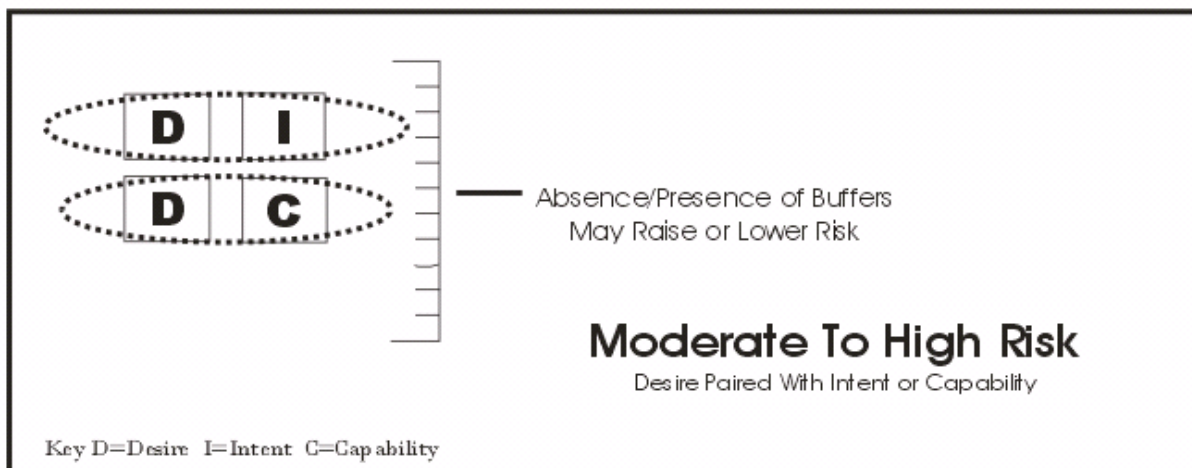 D I
D C
Absence/Presence of Buffers
May Raise or Lower Risk
Moderate To High Risk
Desire Paired With Intent or Capability
Key D=Desire I=Intent C=Capability